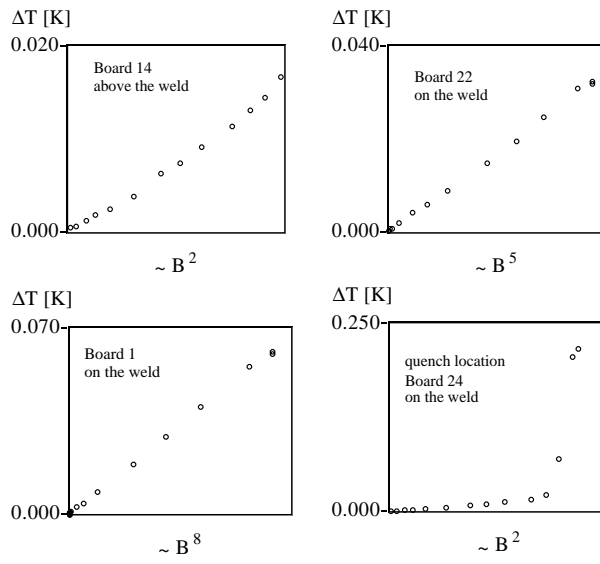 ΔT [K]
0.020
Board 14
above the weld
0.000
~ B 2
ΔT [K]
0.040
Board 22
on the weld
0.000
~ B 5
ΔT [K]
0.070
Board 1
on the weld
0.000
~ B 8
ΔT [K]
0.250
quench location
Board 24
on the weld
0.000
~ B 2